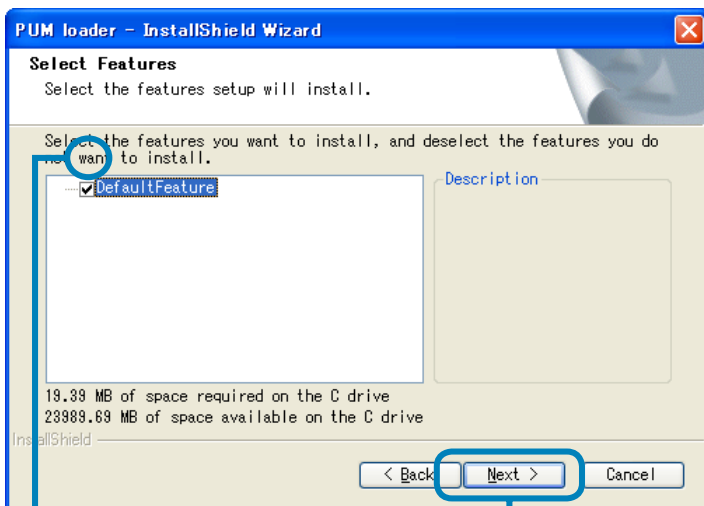 PUM loader - InstallShield Wizard
Select Features
Select the features setup will install.
Select the features you want to install, and deselect the features you do
not want to install.
DefaultFeature
Description
19.39 MB of space required on the C drive
23989.69 MB of space available on the C drive
InstallShield
< Back
Next >
Cancel